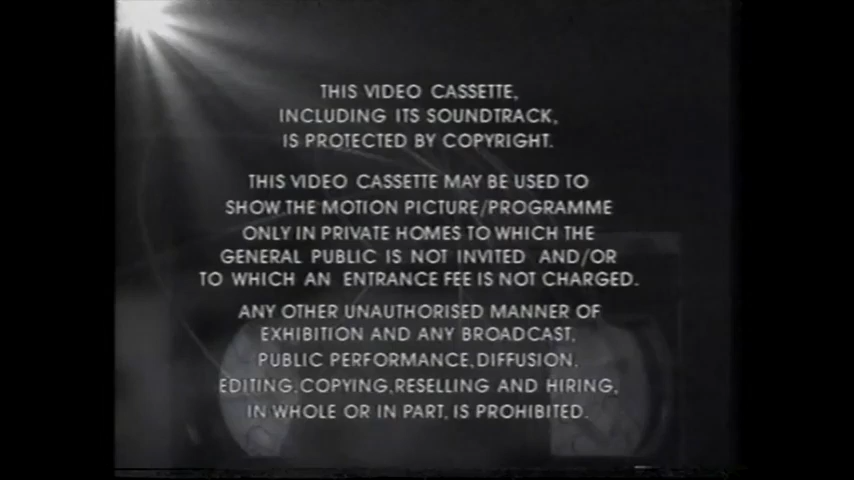 THIS VIDEO CASSETTE,
INCLUDING ITS SOUNDTRACK,
IS PROTECTED BY COPYRIGHT.
THIS VIDEO CASSETTE MAY BE USED TO
SHOW THE MOTION PICTURE/PROGRAMME
ONLY IN PRIVATE HOMES TO WHICH THE
GENERAL PUBLIC IS NOT INVITED AND/OR
TO WHICH AN ENTRANCE FEE IS NOT CHARGED.
ANY OTHER UNAUTHORISED MANNER OF
EXHIBITION AND ANY BROADCAST,
PUBLIC PERFORMANCE, DIFFUSION,
EDITING, COPYING, RESELLING AND HIRING,
IN WHOLE OR IN PART, IS PROHIBITED.